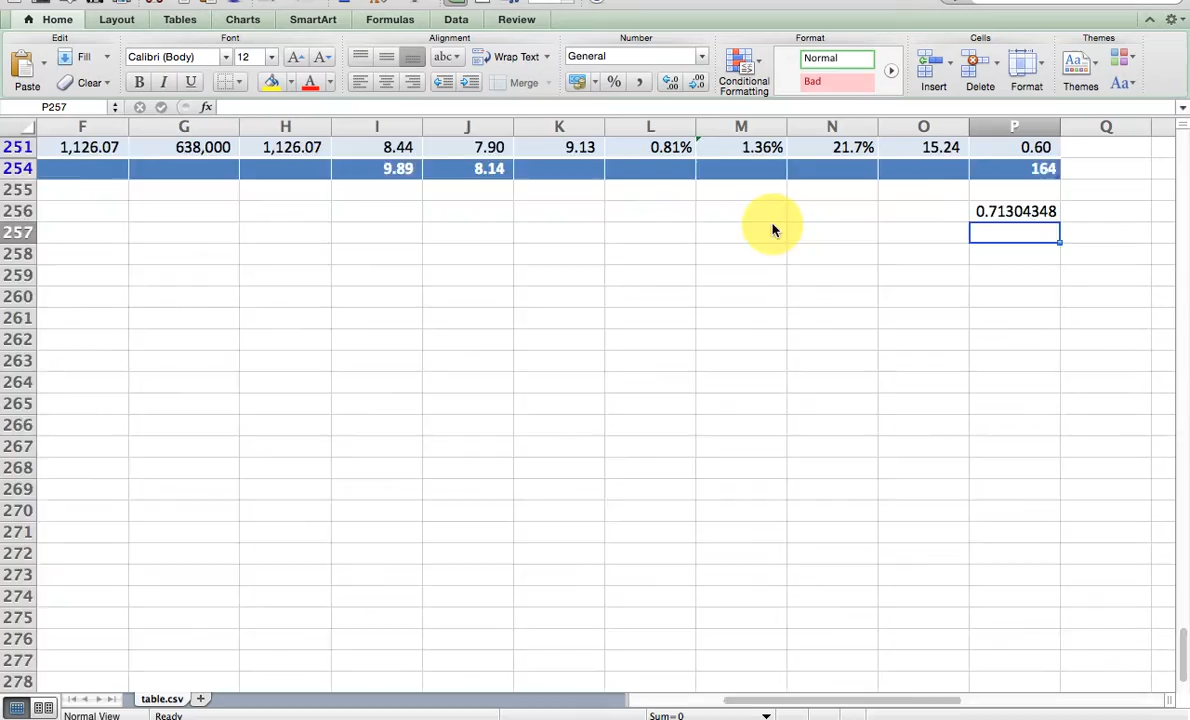 Home Layout Tables Charts SmartArt Formulas Data Review
Edit Font Alignment Number Format Cells Themes
Paste Fill Calibri (Body) 12 A A abc Wrap Text General Conditional Formatting Normal Insert Delete Format Themes Aa
Clear B I U A Merge % Bad Aa
P257 fx
F G H I J K L M N O P Q
251 1,126.07 638,000 1,126.07 8.44 7.90 9.13 0.81% 1.36% 21.7% 15.24 0.60
254 9.89 8.14 164
255
256 0.71304348
257
258
259
260
261
262
263
264
265
266
267
268
269
270
271
272
273
274
275
276
277
278
table.csv
Normal View Ready Sum=0